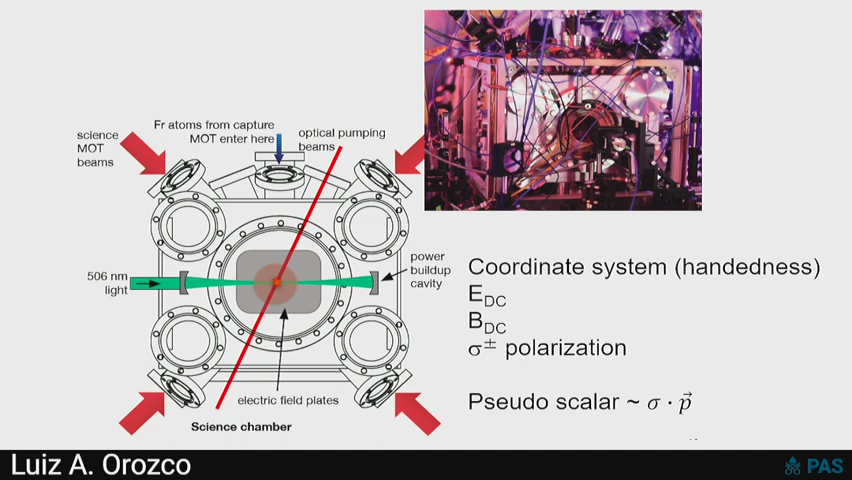 Fr atoms from capture
MOT enter here
optical pumping
beams
science
MOT
beams
506 nm
light
power
buildup
cavity
electric field plates
Science chamber
Coordinate system (handedness)
E_DC
B_DC
σ± polarization
Pseudo scalar ~ σ · p⃗
Luiz A. Orozco
PAS